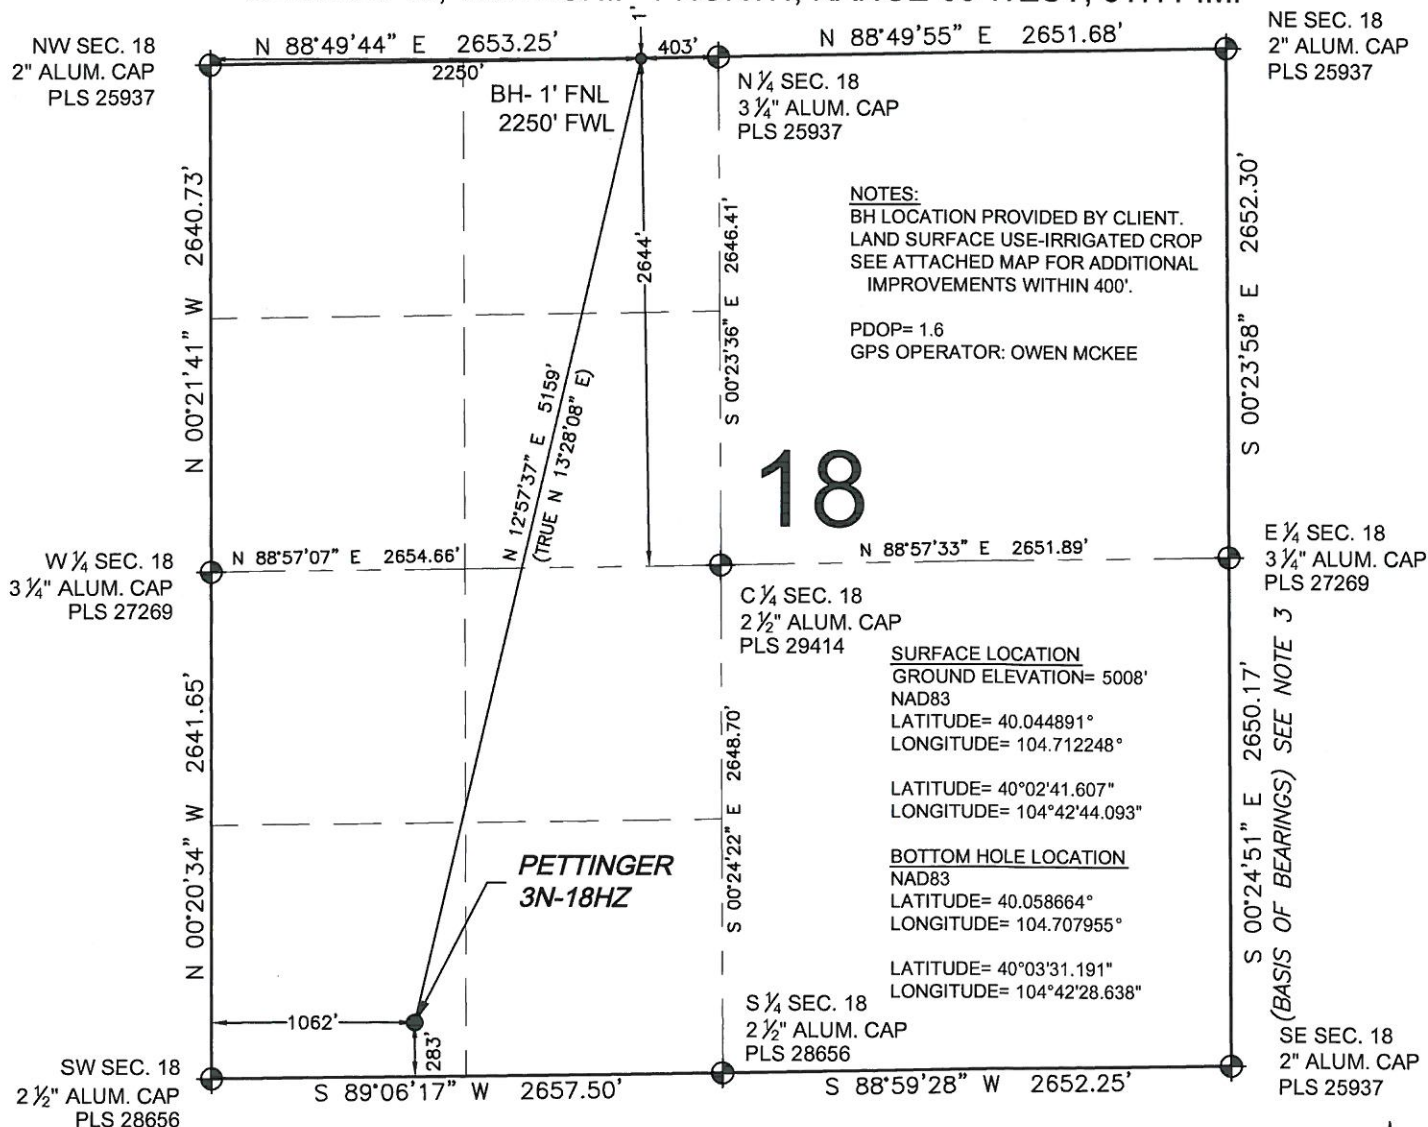 NW SEC. 18
2" ALUM. CAP
PLS 25937
N 88°49'44" E 2653.25'
1'
403'
N 88°49'55" E 2651.68'
NE SEC. 18
2" ALUM. CAP
PLS 25937
2250'
BH- 1' FNL
2250' FWL
N ¼ SEC. 18
3 ¼" ALUM. CAP
PLS 25937
N 00°21'41" W 2640.73'
2644'
S 00°23'36" E 2646.41'
NOTES:
BH LOCATION PROVIDED BY CLIENT.
LAND SURFACE USE-IRRIGATED CROP
SEE ATTACHED MAP FOR ADDITIONAL
IMPROVEMENTS WITHIN 400'.
PDOP= 1.6
GPS OPERATOR: OWEN MCKEE
S 00°23'58" E 2652.30'
N 12°57'37" E 5159'
(TRUE N 13°28'08" E)
18
W ¼ SEC. 18
3 ¼" ALUM. CAP
PLS 27269
N 88°57'07" E 2654.66'
N 88°57'33" E 2651.89'
E ¼ SEC. 18
3 ¼" ALUM. CAP
PLS 27269
C ¼ SEC. 18
2 ½" ALUM. CAP
PLS 29414
N 00°20'34" W 2641.65'
S 00°24'22" E 2648.70'
SURFACE LOCATION
GROUND ELEVATION= 5008'
NAD83
LATITUDE= 40.044891°
LONGITUDE= 104.712248°
LATITUDE= 40°02'41.607"
LONGITUDE= 104°42'44.093"
BOTTOM HOLE LOCATION
NAD83
LATITUDE= 40.058664°
LONGITUDE= 104.707955°
LATITUDE= 40°03'31.191"
LONGITUDE= 104°42'28.638"
S 00°24'51" E 2650.17'
(BASIS OF BEARINGS) SEE NOTE 3
PETTINGER
3N-18HZ
1062'
283'
SW SEC. 18
2 ½" ALUM. CAP
PLS 28656
S 89°06'17" W 2657.50'
S ¼ SEC. 18
2 ½" ALUM. CAP
PLS 28656
S 88°59'28" W 2652.25'
SE SEC. 18
2" ALUM. CAP
PLS 25937